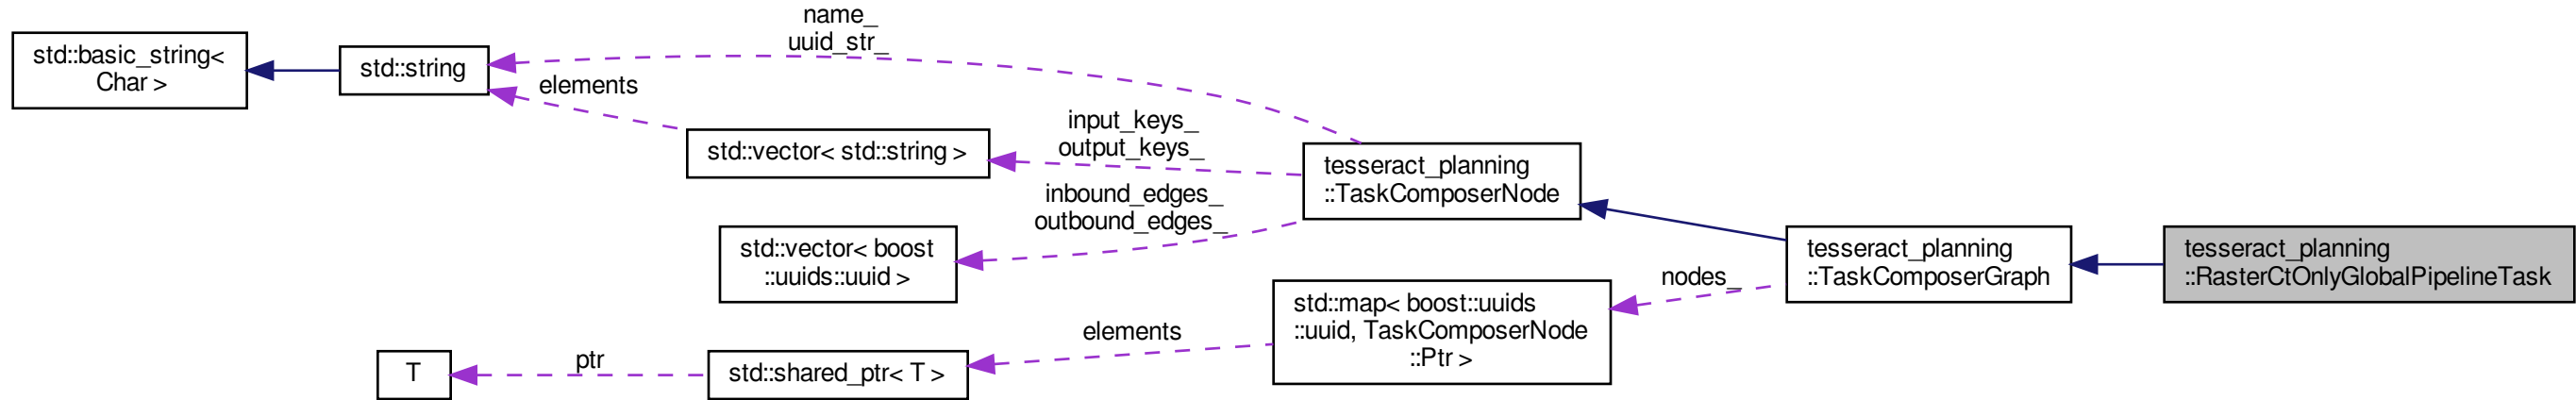 name_
uuid_str_
std::basic_string<
Char >
std::string
elements
std::vector< std::string >
input_keys_
output_keys_
tesseract_planning
::TaskComposerNode
inbound_edges_
outbound_edges_
std::vector< boost
::uuids::uuid >
tesseract_planning
::TaskComposerGraph
tesseract_planning
::RasterCtOnlyGlobalPipelineTask
nodes_
std::map< boost::uuids
::uuid, TaskComposerNode
::Ptr >
elements
std::shared_ptr< T >
ptr
T